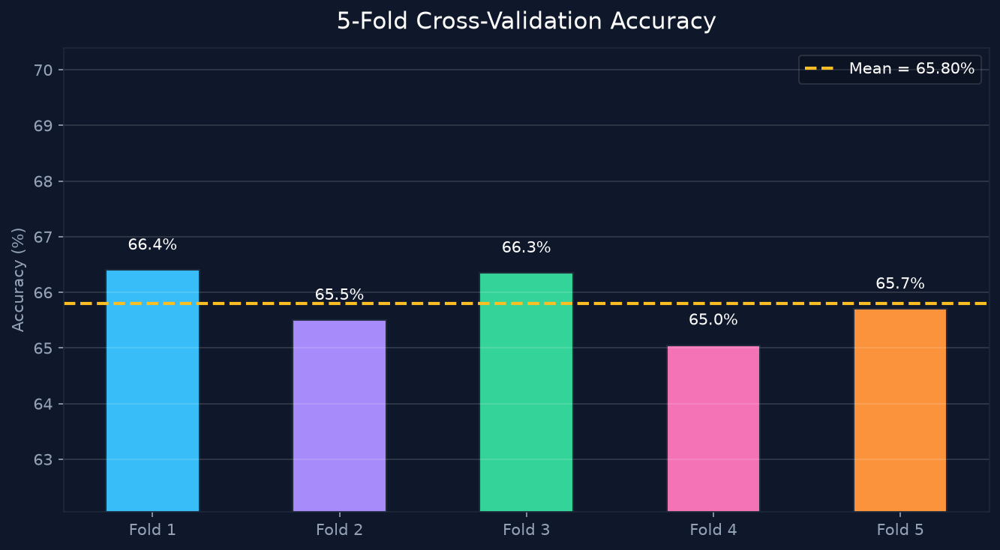 5-Fold Cross-Validation Accuracy
Mean = 65.80%
Accuracy (%)
70
69
68
67
66
65
64
63
66.4%
65.5%
66.3%
65.0%
65.7%
Fold 1
Fold 2
Fold 3
Fold 4
Fold 5